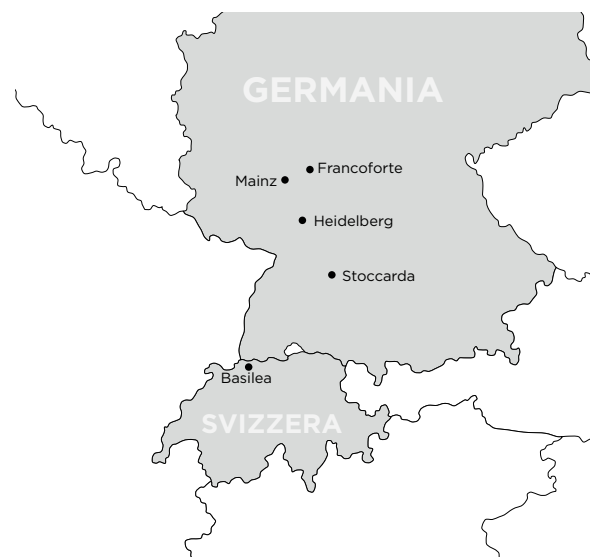 GERMANIA
Francoforte
Mainz
Heidelberg
Stoccarda
Basilea
SVIZZERA